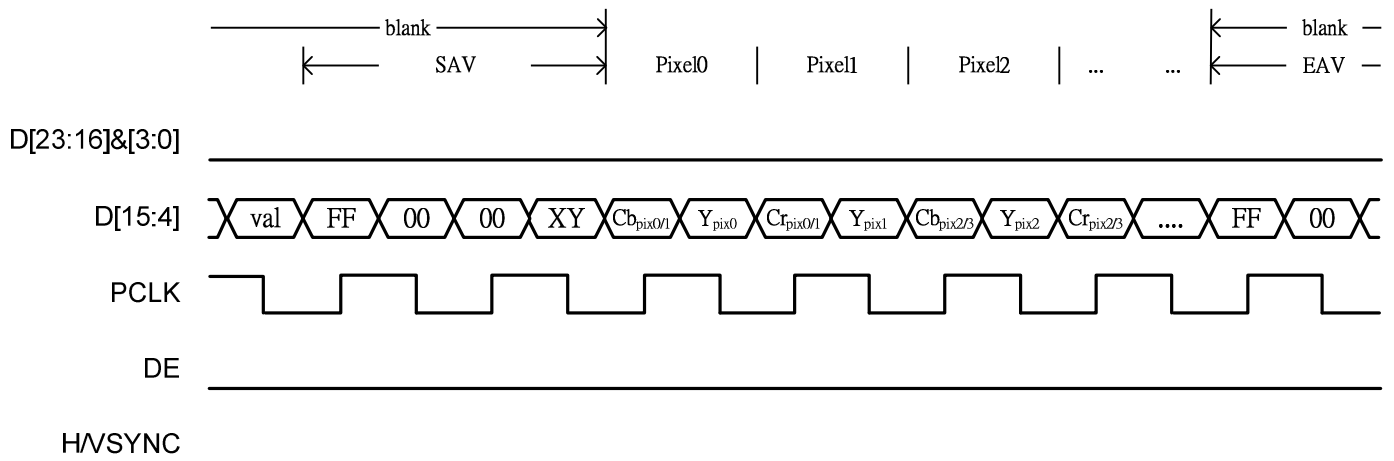 blank blank
SAV Pixel0 Pixel1 Pixel2 ... ... EAV
D[23:16]&[3:0]
D[15:4] val FF 00 00 XY Cbpix0/1 Ypix0 Crpix0/1 Ypix1 Cbpix2/3 Ypix2 Crpix2/3 .... FF 00
PCLK
DE
H/VSYNC